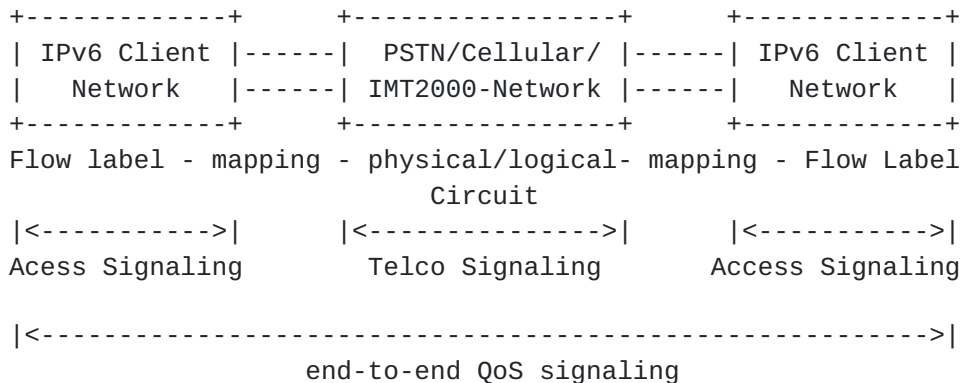 +-------------+      +-----------------+      +-------------+
| IPv6 Client |------|  PSTN/Cellular/ |------| IPv6 Client |
|   Network   |------| IMT2000-Network |------|   Network   |
+-------------+      +-----------------+      +-------------+
Flow label - mapping - physical/logical- mapping - Flow Label
Circuit
|<----------->|      |<--------------->|      |<----------->|
Acess Signaling        Telco Signaling       Access Signaling
|<--------------------------------------------------------->|
end-to-end QoS signaling